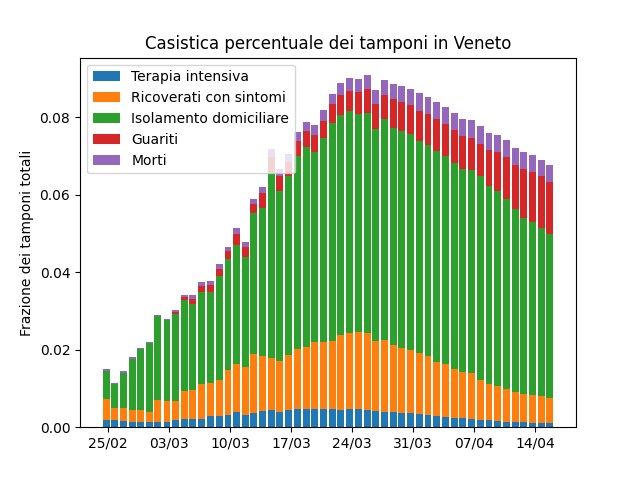 Casistica percentuale dei tamponi in Veneto
Terapia intensiva
Ricoverati con sintomi
Isolamento domiciliare
Guariti
Morti
Frazione dei tamponi totali
0.08
0.06
0.04
0.02
0.00
25/02 03/03 10/03 17/03 24/03 31/03 07/04 14/04